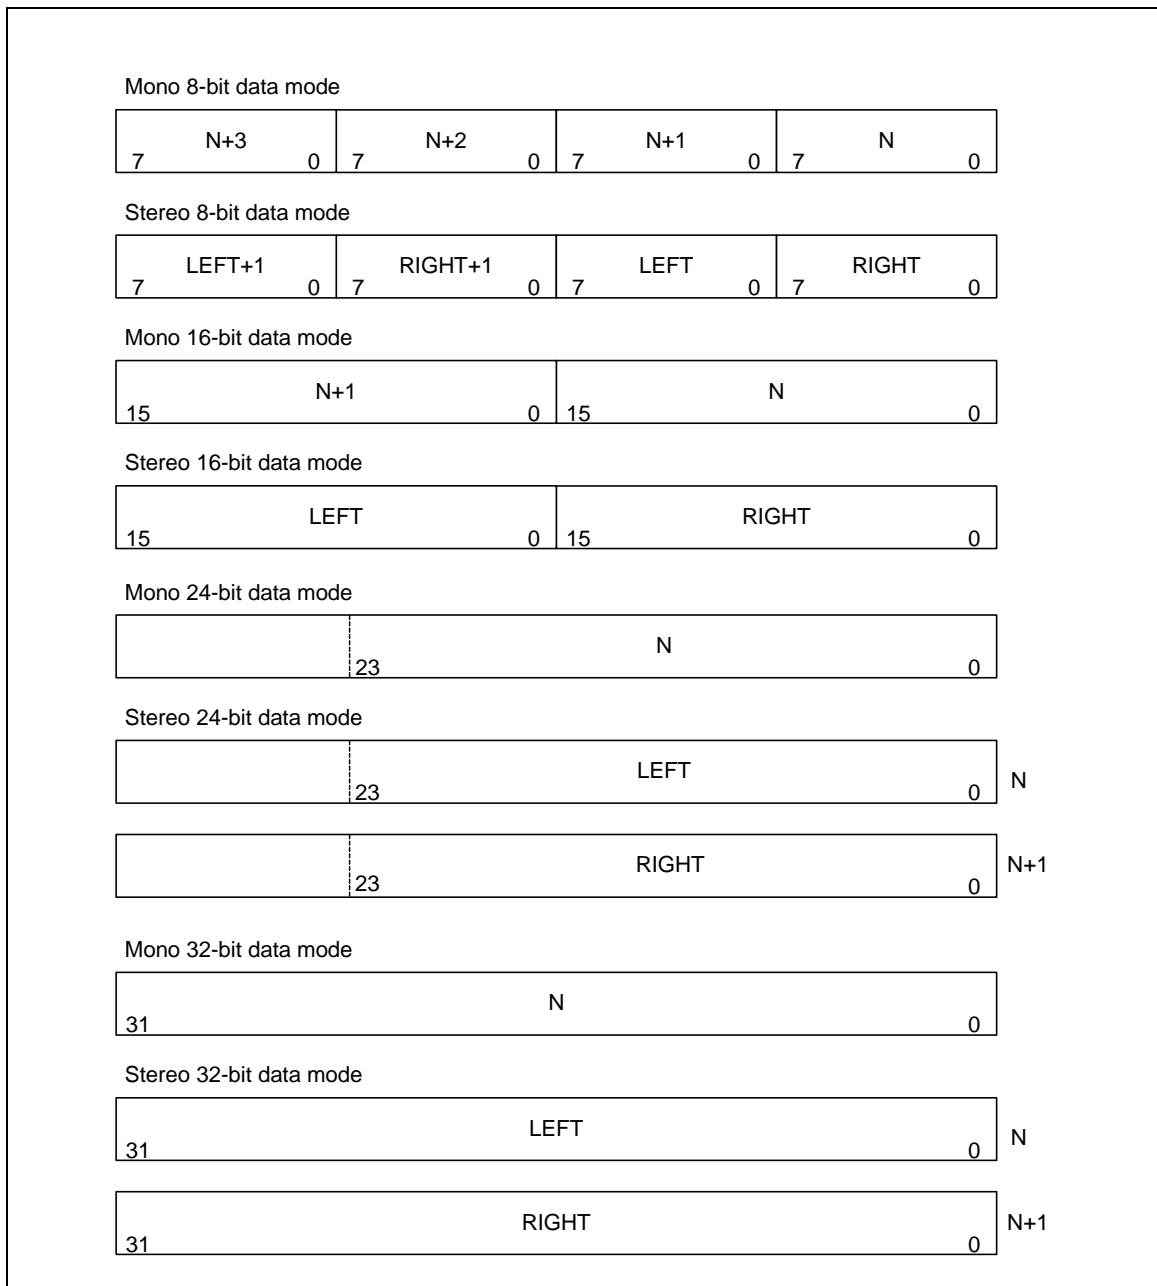 Mono 8-bit data mode
N+3 N+2 N+1 N
7 0 7 0 7 0 7 0
Stereo 8-bit data mode
LEFT+1 RIGHT+1 LEFT RIGHT
7 0 7 0 7 0 7 0
Mono 16-bit data mode
N+1 N
15 0 15 0
Stereo 16-bit data mode
LEFT RIGHT
15 0 15 0
Mono 24-bit data mode
N
23 0
Stereo 24-bit data mode
LEFT
N
23 0
RIGHT
N+1
23 0
Mono 32-bit data mode
N
31 0
Stereo 32-bit data mode
LEFT
N
31 0
RIGHT
N+1
31 0